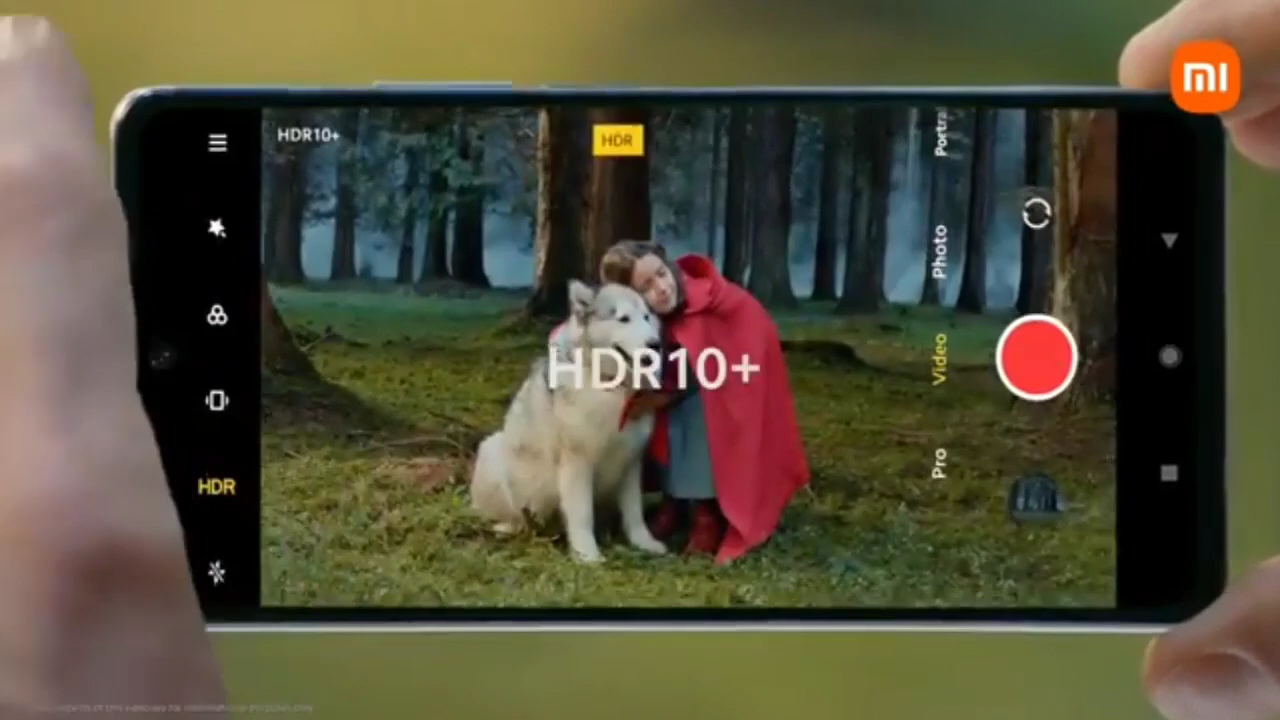 mi
HDR10+
HDR
Portra
Photo
HDR10+
Video
Pro
HDR